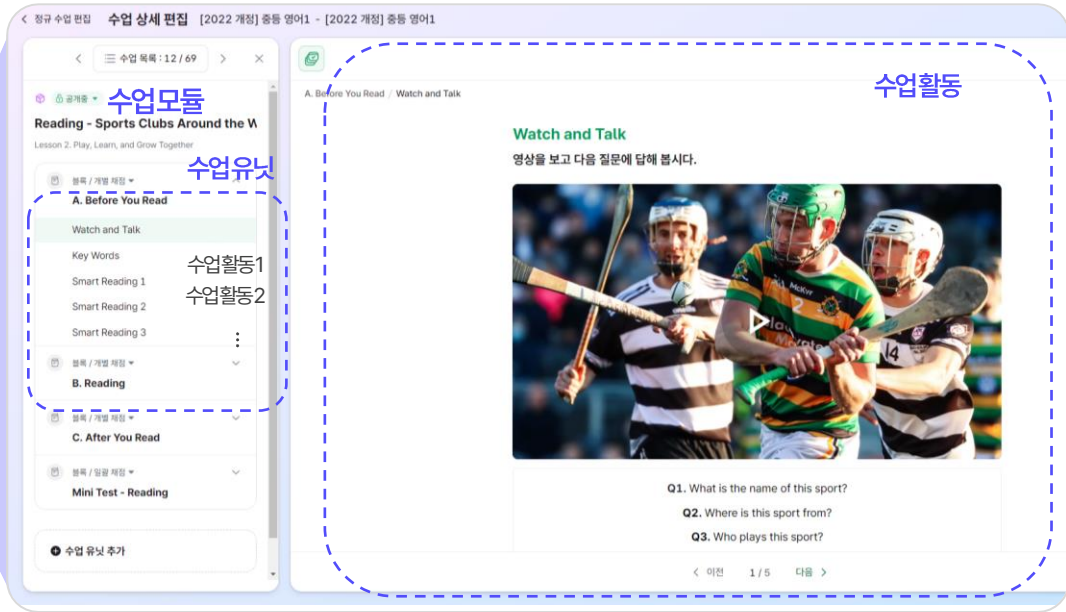 정규 수업 편집 수업 상세 편집 [2022 개정] 중등 영어1 - [2022 개정] 중등 영어1
수업 목록 : 12 / 69
공개중
수업모듈
Reading - Sports Clubs Around the W
Lesson 2. Play, Learn, and Grow Together
수업유닛
블록 / 개별 채점
A. Before You Read
Watch and Talk
Key Words
Smart Reading 1
Smart Reading 2
Smart Reading 3
수업활동1
수업활동2
블록 / 개별 채점
B. Reading
블록 / 개별 채점
C. After You Read
블록 / 일괄 채점
Mini Test - Reading
수업 유닛 추가
수업활동
A. Before You Read / Watch and Talk
Watch and Talk
영상을 보고 다음 질문에 답해 봅시다.
McKyr
2
14
Q1. What is the name of this sport?
Q2. Where is this sport from?
Q3. Who plays this sport?
이전 1 / 5 다음